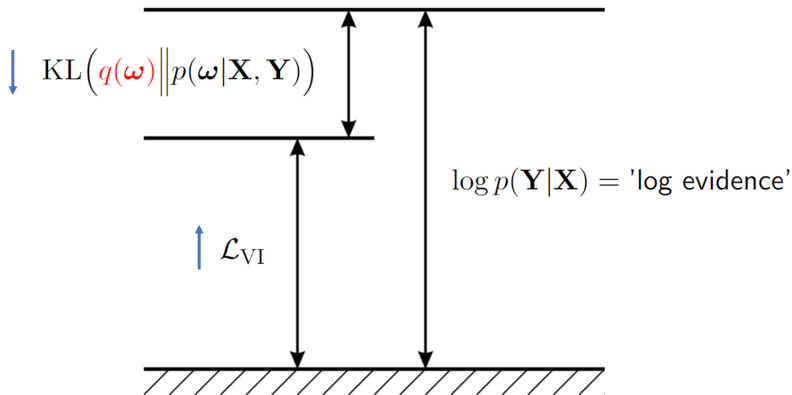 KL(q(ω)‖p(ω|X, Y))
log p(Y|X) = 'log evidence'
ℒ_VI